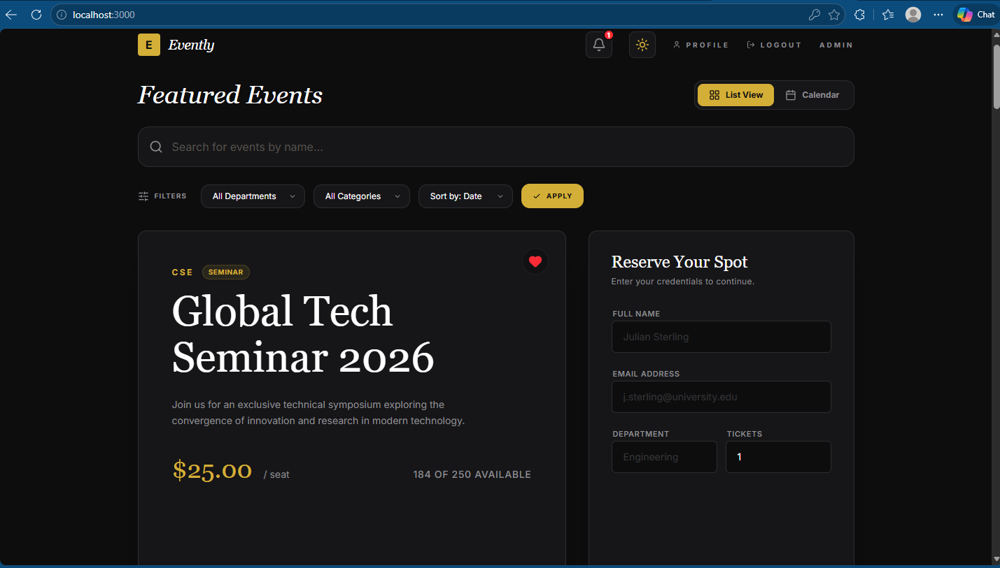 localhost:3000
Chat
E Evently
1
PROFILE
LOGOUT
ADMIN
Featured Events
List View
Calendar
Search for events by name...
FILTERS
All Departments
All Categories
Sort by: Date
APPLY
CSE
SEMINAR
Global Tech
Seminar 2026
Join us for an exclusive technical symposium exploring the
convergence of innovation and research in modern technology.
$25.00 / seat
184 OF 250 AVAILABLE
Reserve Your Spot
Enter your credentials to continue.
FULL NAME
Julian Sterling
EMAIL ADDRESS
j.sterling@university.edu
DEPARTMENT
Engineering
TICKETS
1